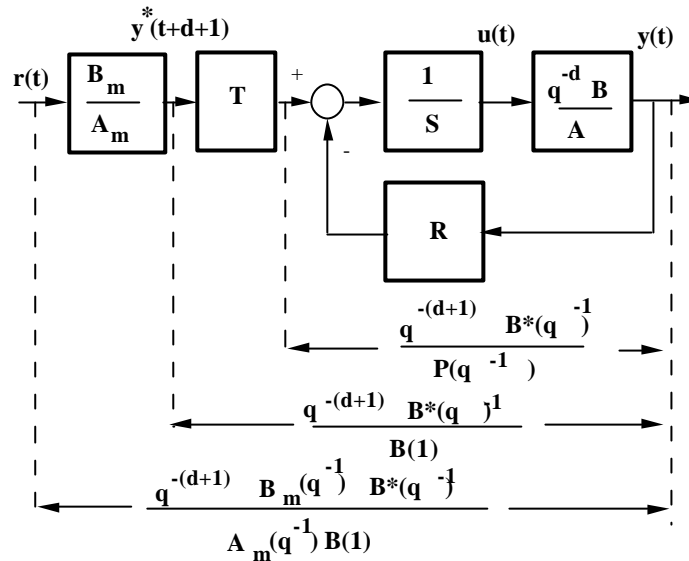 y*(t+d+1)
r(t)
u(t)
y(t)
B_m
A_m
T
+
-
1
S
q^-d B
A
R
q^-(d+1) B*(q^-1)
P(q^-1)
q^-(d+1) B*(q^-1)
B(1)
q^-(d+1) B_m(q^-1) B*(q^-1)
A_m(q^-1) B(1)